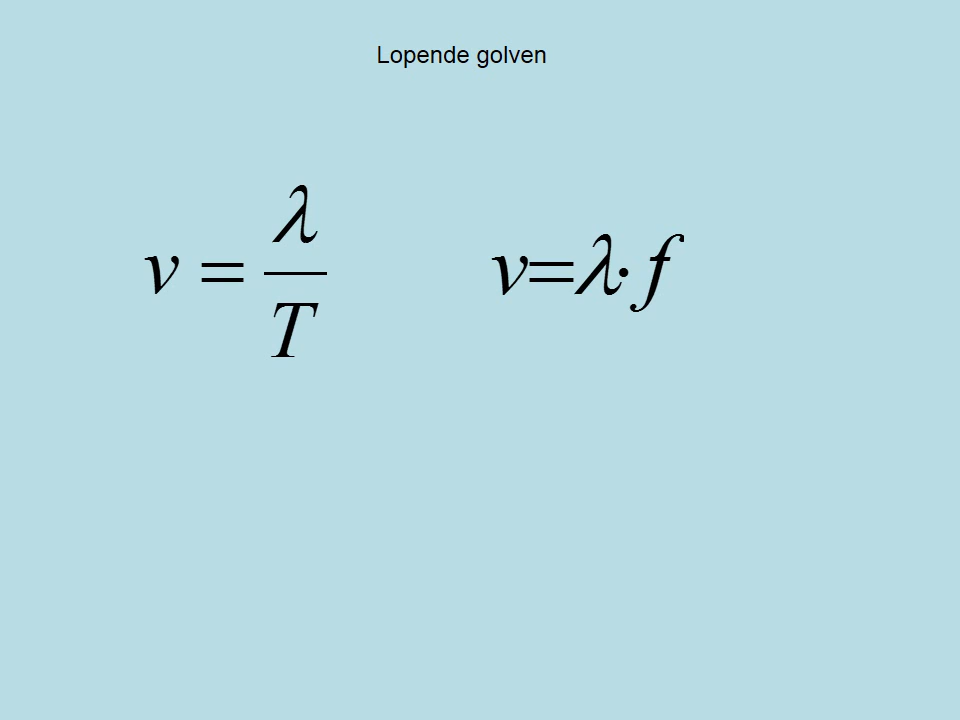 Lopende golven
v = λ / T
v=λ·f